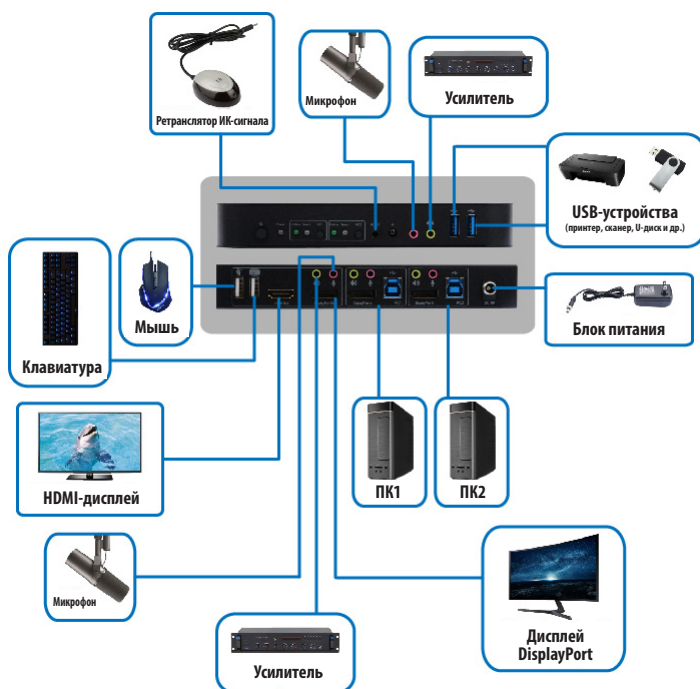 Ретранслятор ИК-сигнала
Микрофон
Усилитель
USB-устройства
(принтер, сканер, U-диск и др.)
Клавиатура
Мышь
Блок питания
HDMI-дисплей
ПК1
ПК2
Микрофон
Усилитель
Дисплей
DisplayPort